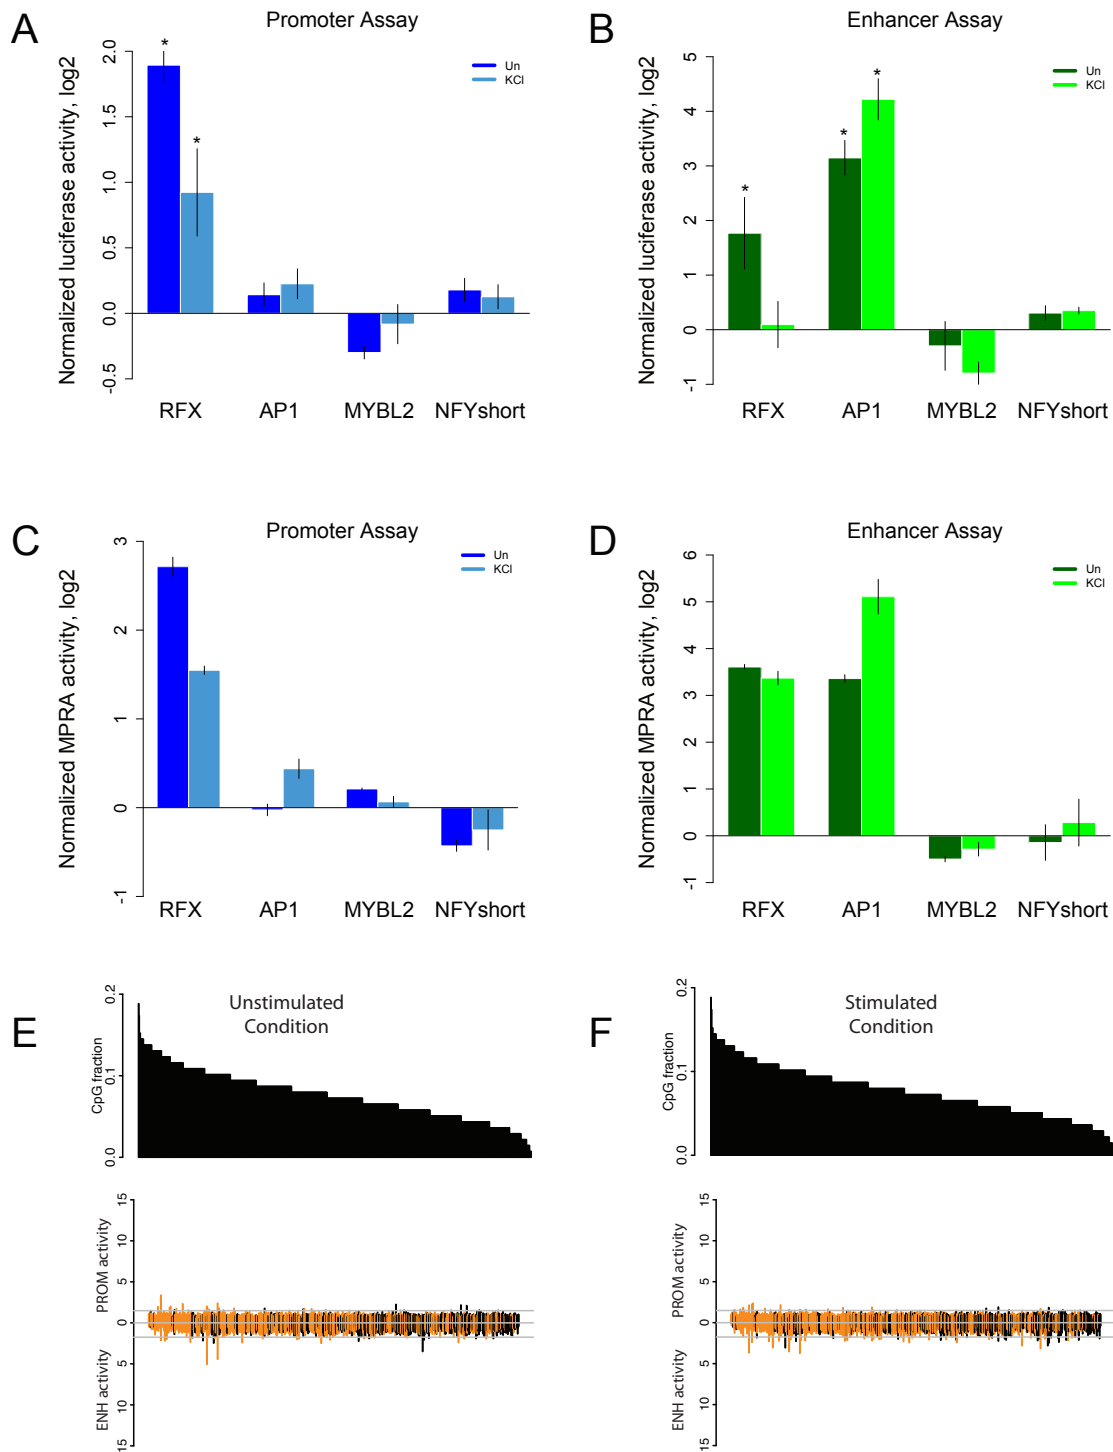 A
Promoter Assay
Normalized luciferase activity, log2
2.0
1.5
1.0
0.5
0.0
-0.5
Un
KCl
*
*
RFX
AP1
MYBL2
NFYshort
B
Enhancer Assay
Normalized luciferase activity, log2
5
4
3
2
1
0
-1
Un
KCl
*
*
*
RFX
AP1
MYBL2
NFYshort
C
Promoter Assay
Normalized MPRA activity, log2
3
2
1
0
-1
Un
KCl
RFX
AP1
MYBL2
NFYshort
D
Enhancer Assay
Normalized MPRA activity, log2
6
5
4
3
2
1
0
-1
Un
KCl
RFX
AP1
MYBL2
NFYshort
E
Unstimulated
Condition
CpG fraction
0.2
0.1
0.0
PROM activity
ENH activity
15
10
5
0
5
10
15
F
Stimulated
Condition
CpG fraction
0.2
0.1
0.0
PROM activity
ENH activity
15
10
5
0
5
10
15